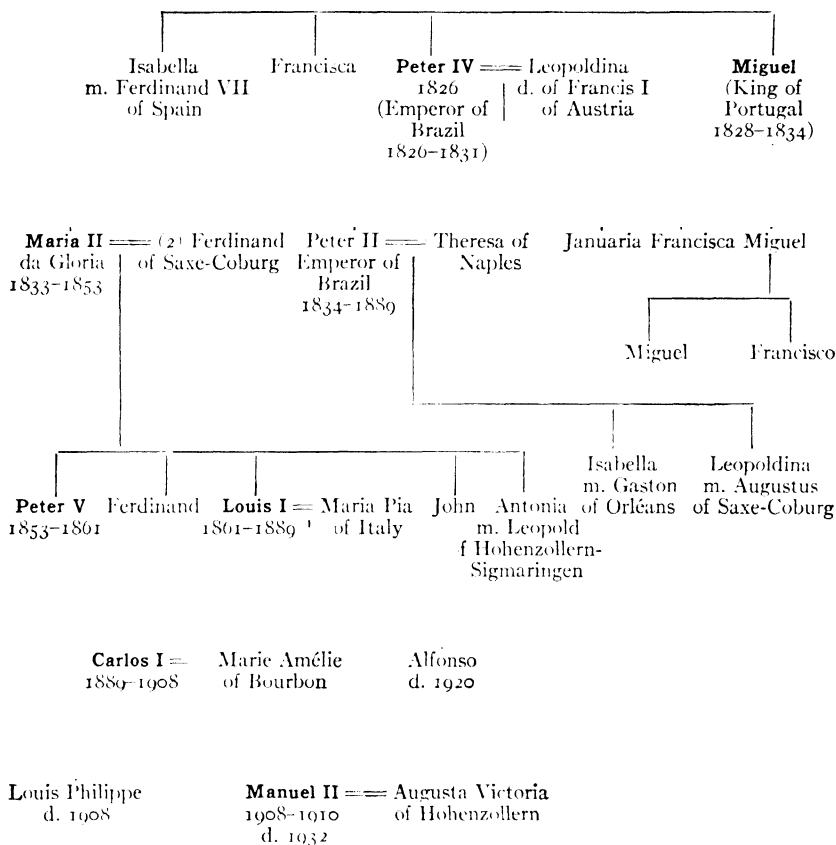 Isabella
m. Ferdinand VII
of Spain
Francisca
Peter IV
1826
(Emperor of
Brazil
1826–1831)
Leopoldina
d. of Francis I
of Austria
Miguel
(King of
Portugal
1828–1834)
Maria II
da Gloria
1833–1853
(2) Ferdinand
of Saxe-Coburg
Peter II
Emperor of
Brazil
1834–1889
Theresa of
Naples
Januaria Francisca Miguel
Miguel
Francisco
Isabella
m. Gaston
of Orléans
Leopoldina
m. Augustus
of Saxe-Coburg
Peter V
1853–1861
Ferdinand
Louis I
1861–1889
Maria Pia
of Italy
John
Antonia
m. Leopold
f Hohenzollern-
Sigmaringen
Carlos I
1889–1908
Marie Amélie
of Bourbon
Alfonso
d. 1920
Louis Philippe
d. 1908
Manuel II
1908–1910
d. 1932
Augusta Victoria
of Hohenzollern